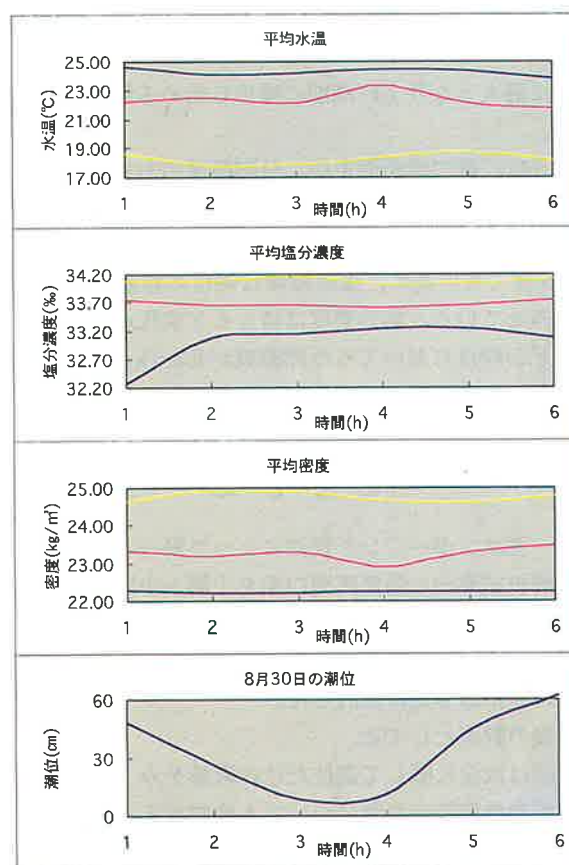 平均水温
水温(℃)
25.00
23.00
21.00
19.00
17.00
1 2 3 4 5 6
時間(h)
平均塩分濃度
塩分濃度(‰)
34.20
33.70
33.20
32.70
32.20
1 2 3 4 5 6
時間(h)
平均密度
密度(kg/㎥)
25.00
24.00
23.00
22.00
1 2 3 4 5 6
時間(h)
8月30日の潮位
潮位(cm)
60
30
0
1 2 3 4 5 6
時間(h)